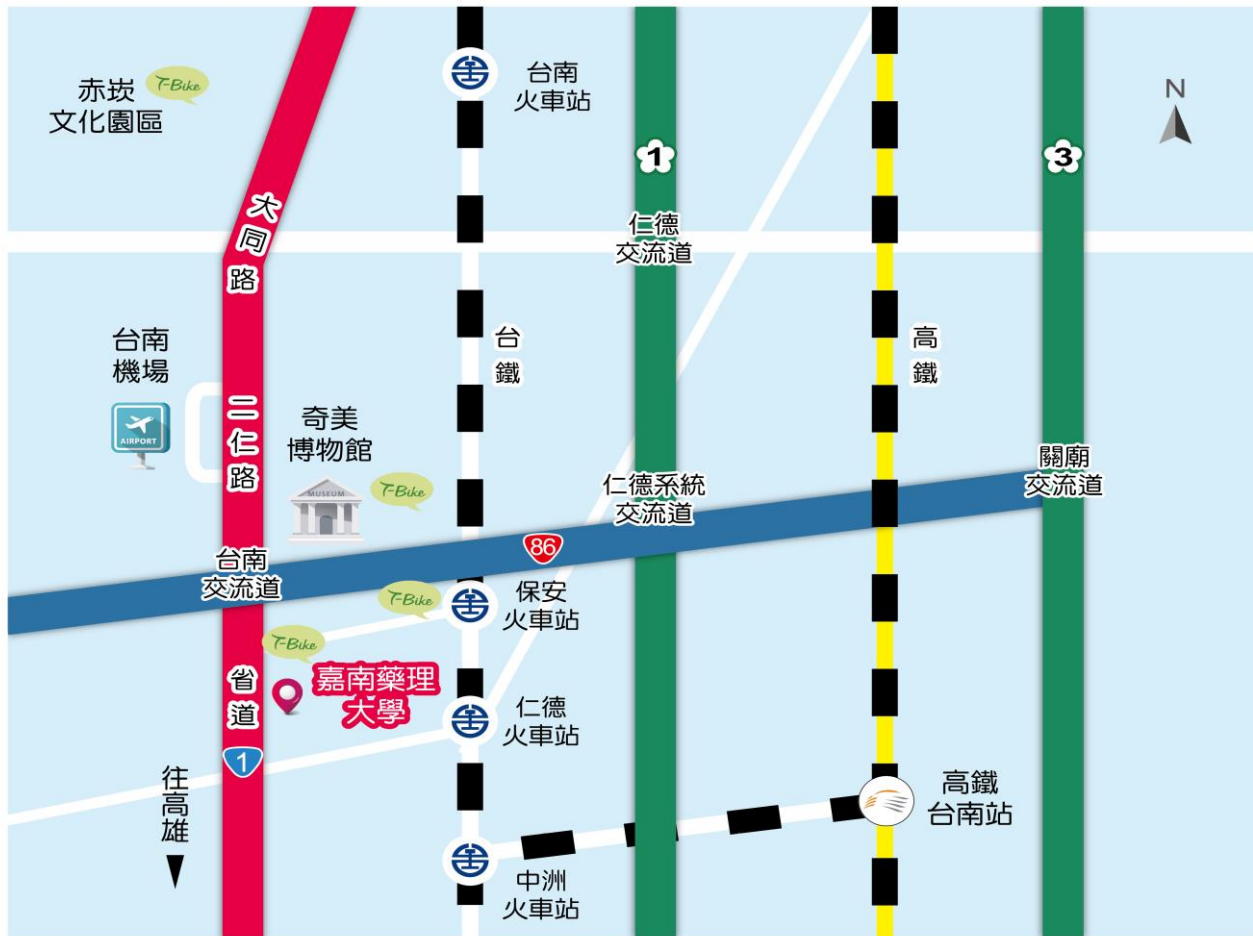 赤崁
文化園區
T-Bike
台南
火車站
N
1
3
大同路
仁德
交流道
台南
機場
AIRPORT
二仁路
奇美
博物館
MUSEUM
T-Bike
台鐵
高鐵
仁德系統
交流道
關廟
交流道
86
台南
交流道
T-Bike
保安
火車站
T-Bike
嘉南藥理
大學
省道
1
仁德
火車站
往高雄
高鐵
台南站
中洲
火車站